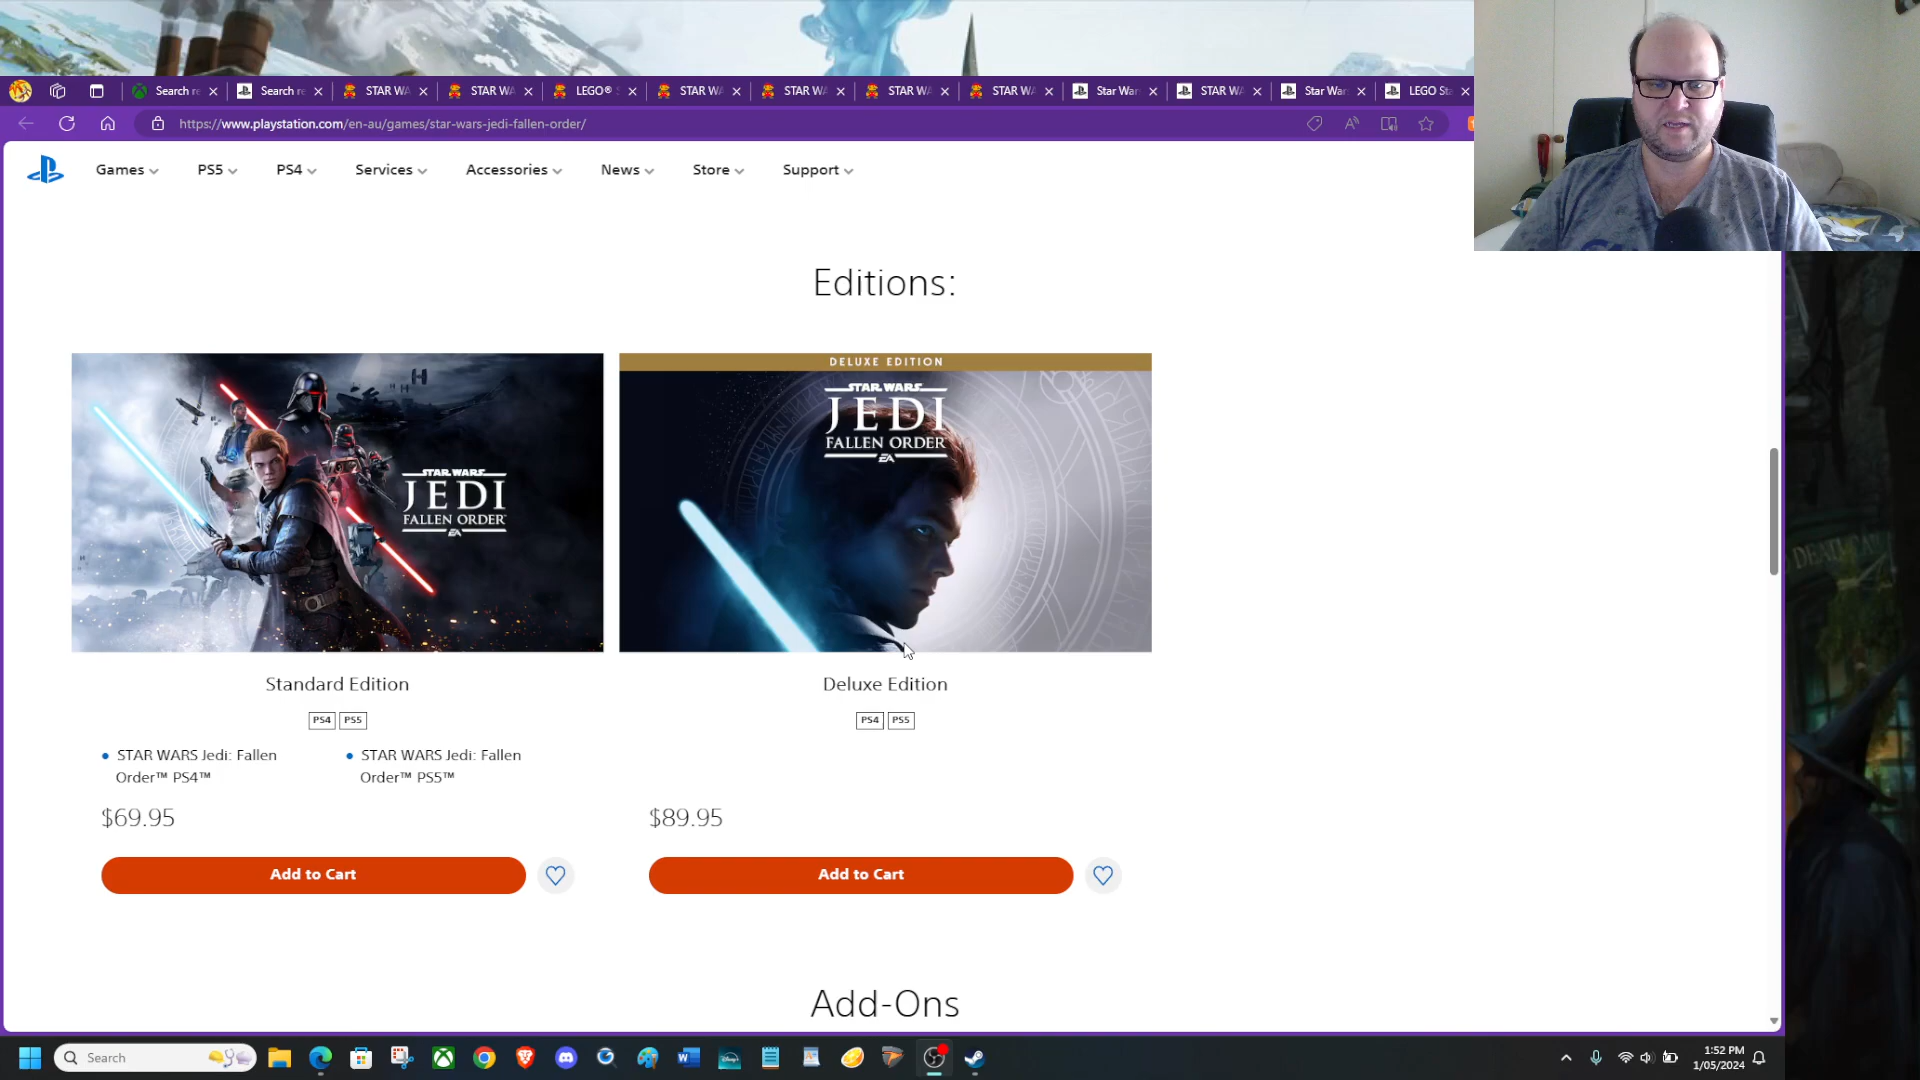 Search re
Search re
STAR WA
STAR WA
LEGO® S
STAR WA
STAR WA
STAR WA
STAR WA
Star War
STAR WA
Star War
LEGO Sta
https://www.playstation.com/en-au/games/star-wars-jedi-fallen-order/
Games
PS5
PS4
Services
Accessories
News
Store
Support
Editions:
STAR WARS
JEDI
FALLEN ORDER™
EA
DELUXE EDITION
STAR WARS
JEDI
FALLEN ORDER
EA
Standard Edition
PS4 PS5
STAR WARS Jedi: Fallen
Order™ PS4™
STAR WARS Jedi: Fallen
Order™ PS5™
$69.95
Add to Cart
Deluxe Edition
PS4 PS5
$89.95
Add to Cart
Add-Ons
Search
1:52 PM
1/05/2024